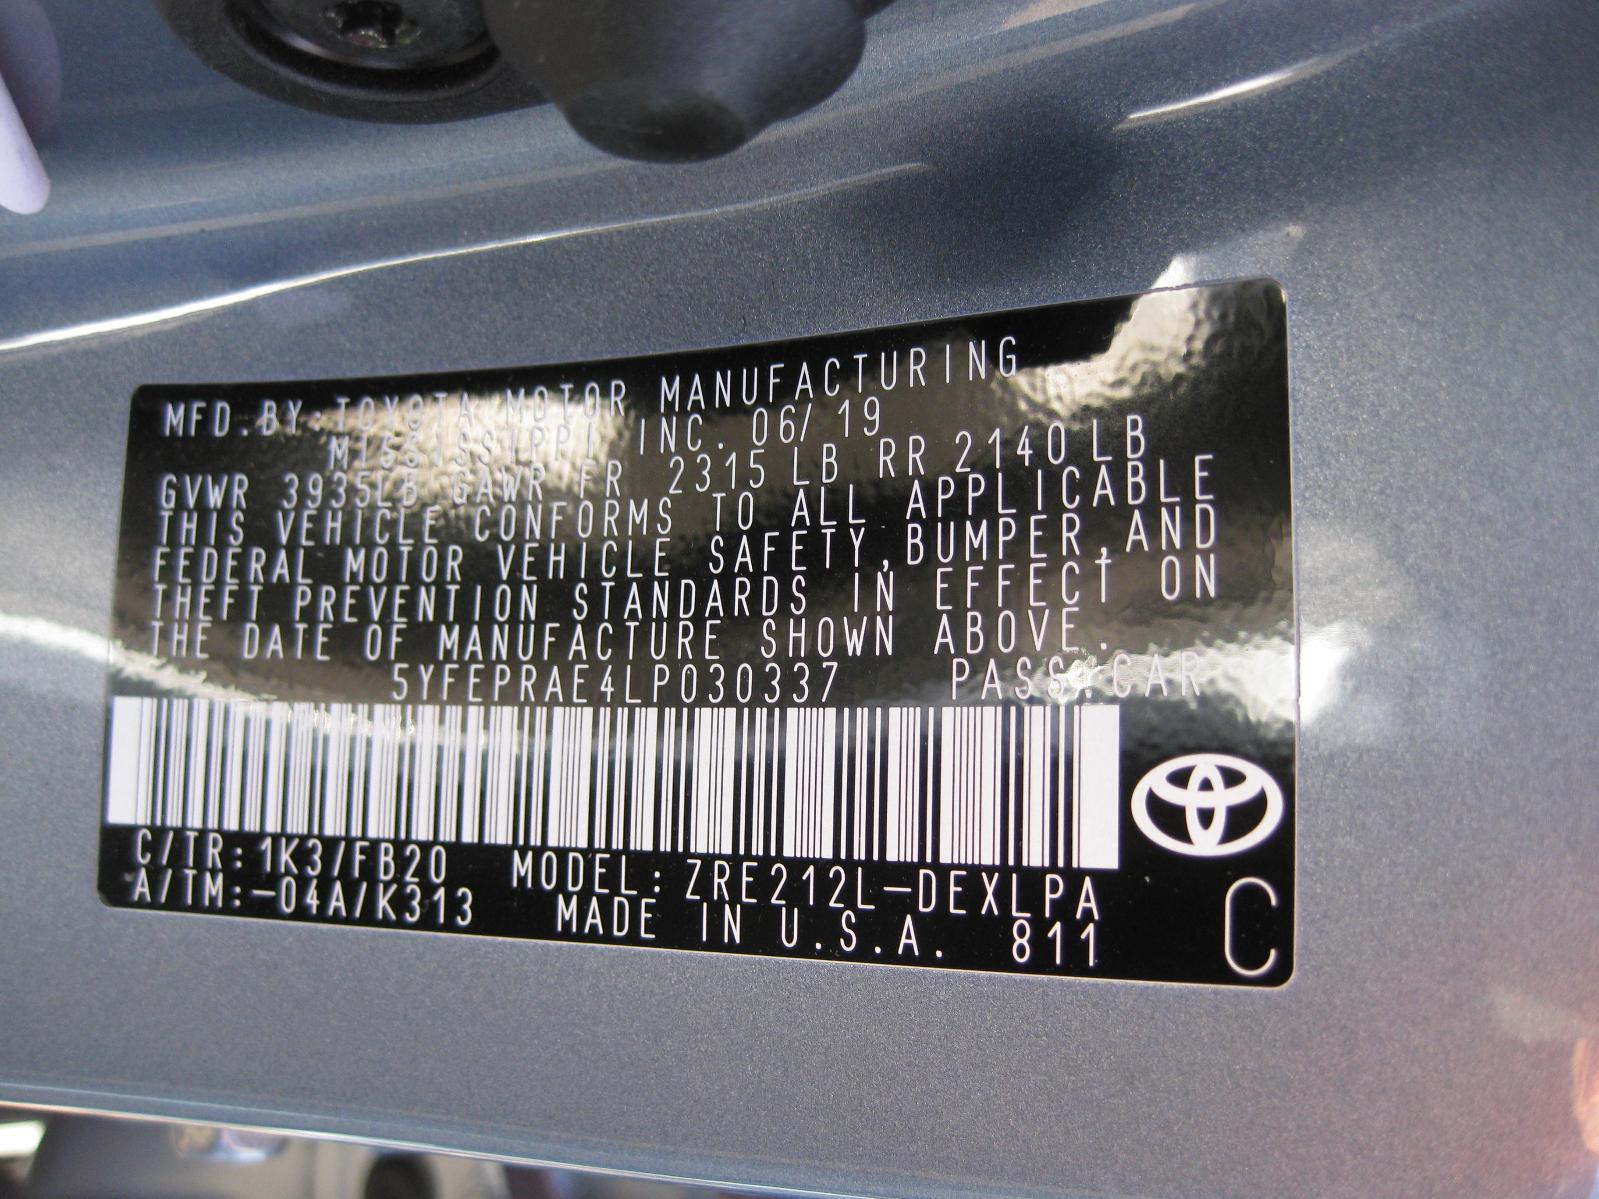 MFD.BY:TOYOTA MOTOR MANUFACTURING
MISSISSIPPI, INC. 06/19
GVWR 3935LB GAWR FR 2315 LB RR 2140 LB
THIS VEHICLE CONFORMS TO ALL APPLICABLE
FEDERAL MOTOR VEHICLE SAFETY,BUMPER,AND
THEFT PREVENTION STANDARDS IN EFFECT ON
THE DATE OF MANUFACTURE SHOWN ABOVE.
5YFEPRAE4LP030337 PASS.CAR
C/TR:1K3/FB20 MODEL:ZRE212L-DEXLPA
A/TM:-04A/K313 MADE IN U.S.A. 811
C